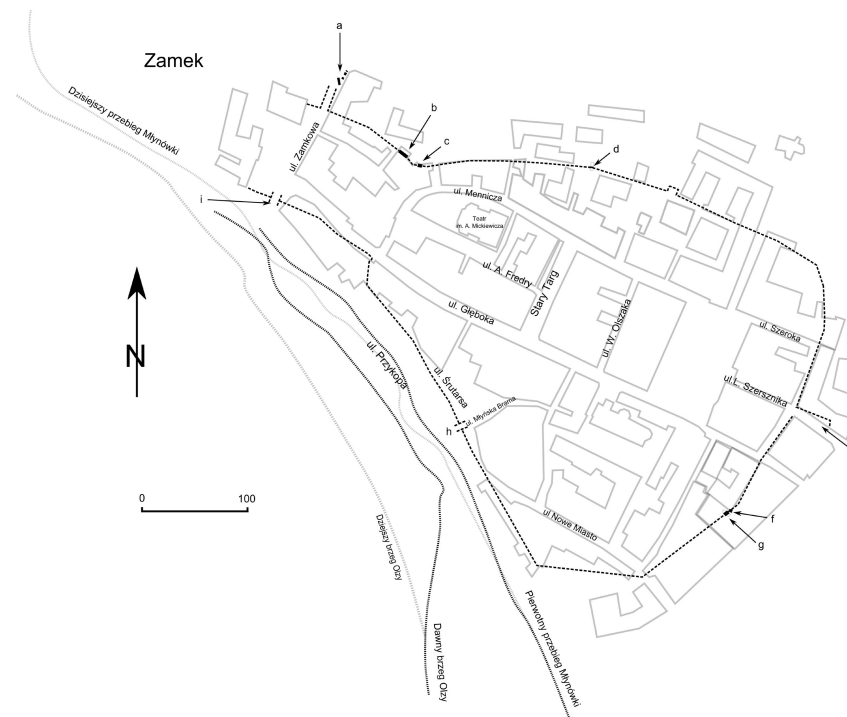 a
Zamek
Dzisiejszy przebieg Młynówki
b
c
d
ul. Zamkowa
i
ul. Mennicza
Teatr
im. A. Mickiewicza
ul. A. Fredry
Stary Targ
ul. Głęboka
ul. W. Olszaka
ul. Szeroka
N
ul. Przykopa
ul. Śrutarsa
ul.L. Szersznika
ul. Młyńska Brama
h
0
100
f
g
ul Nowe Miasto
Dziejszy brzeg Olzy
Dawny brzeg Olzy
Pierwotny przebieg Młynówki